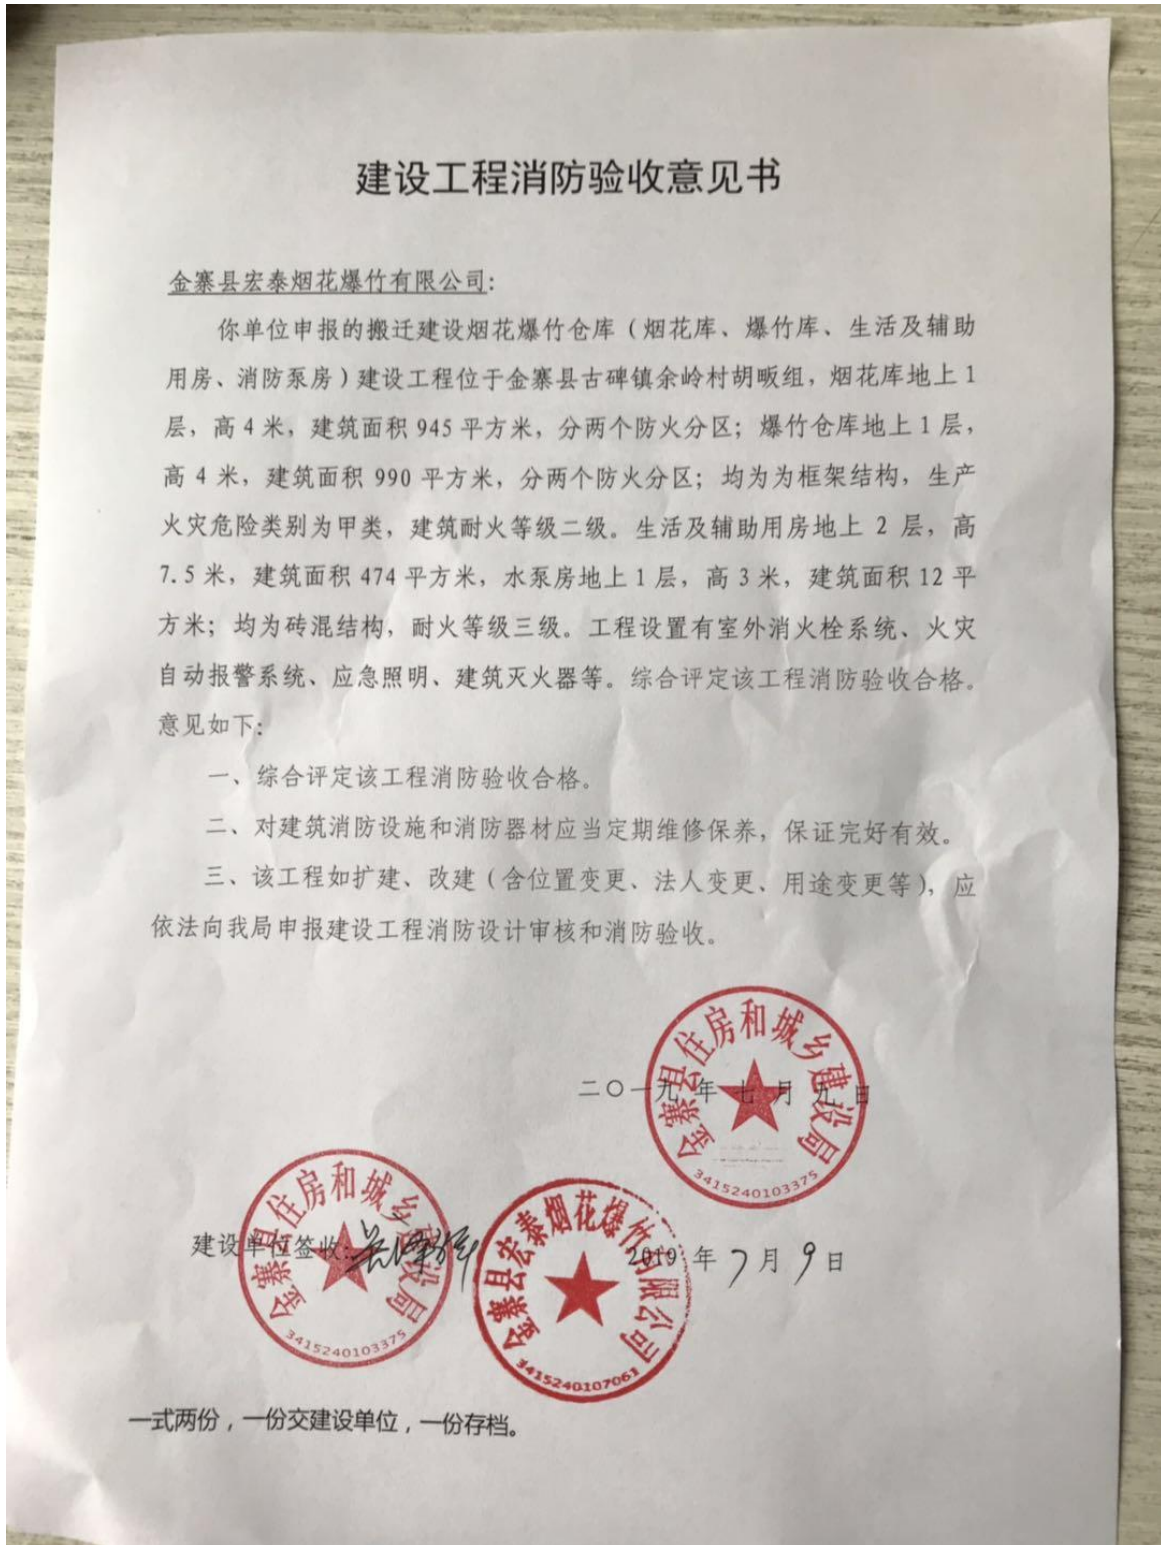 建设工程消防验收意见书
金寨县宏泰烟花爆竹有限公司:
你单位申报的搬迁建设烟花爆竹仓库（烟花库、爆竹库、生活及辅助
用房、消防泵房）建设工程位于金寨县古碑镇余岭村胡畈组，烟花库地上1
层，高4米，建筑面积945平方米，分两个防火分区；爆竹仓库地上1层，
高4米，建筑面积990平方米，分两个防火分区；均为为框架结构，生产
火灾危险类别为甲类，建筑耐火等级二级。生活及辅助用房地上2层，高
7.5米，建筑面积474平方米，水泵房地上1层，高3米，建筑面积12平
方米；均为砖混结构，耐火等级三级。工程设置有室外消火栓系统、火灾
自动报警系统、应急照明、建筑灭火器等。综合评定该工程消防验收合格。
意见如下:
一、综合评定该工程消防验收合格。
二、对建筑消防设施和消防器材应当定期维修保养，保证完好有效。
三、该工程如扩建、改建（含位置变更、法人变更、用途变更等），应
依法向我局申报建设工程消防设计审核和消防验收。
金寨县住房和城乡建设局
二〇一九年七月九日
3415240103375
金寨县住房和城乡建设局
建设单位签收:
3415240103375
金寨县宏泰烟花爆竹有限公司
3415240107061
2019年7月9日
一式两份，一份交建设单位，一份存档。